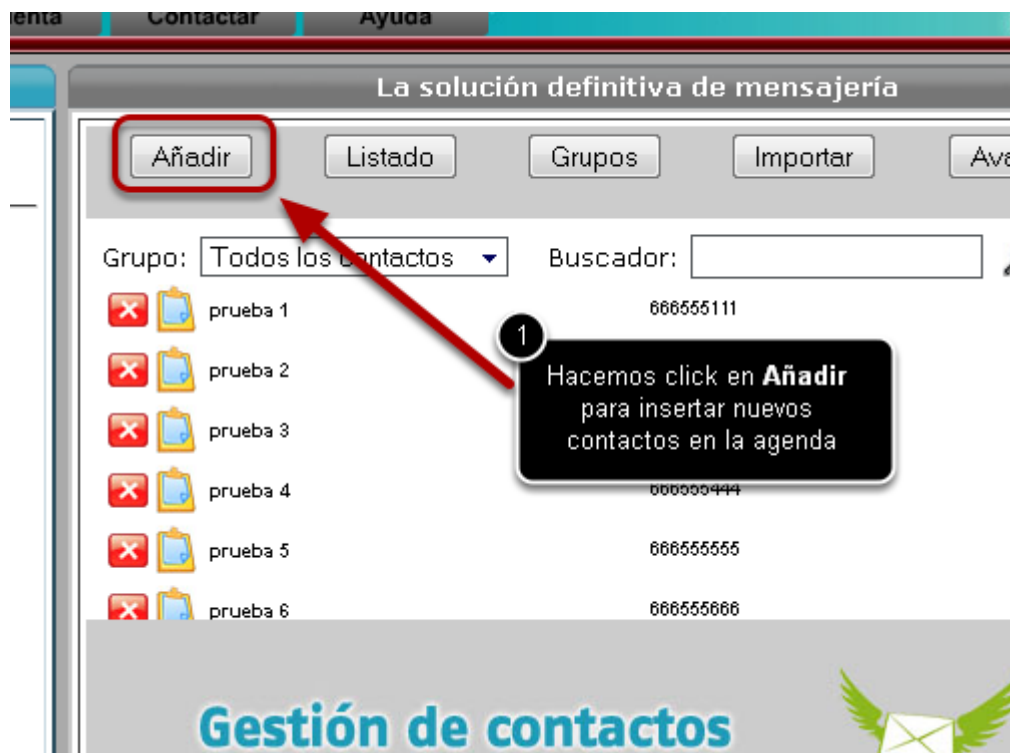 Contactar Ayuda
La solución definitiva de mensajería
Añadir Listado Grupos Importar
Grupo: Todos los contactos Buscador:
prueba 1 666555111
1
prueba 2
Hacemos click en Añadir
para insertar nuevos
contactos en la agenda
prueba 3
prueba 4 666555444
prueba 5 666555555
prueba 6 666555666
Gestión de contactos